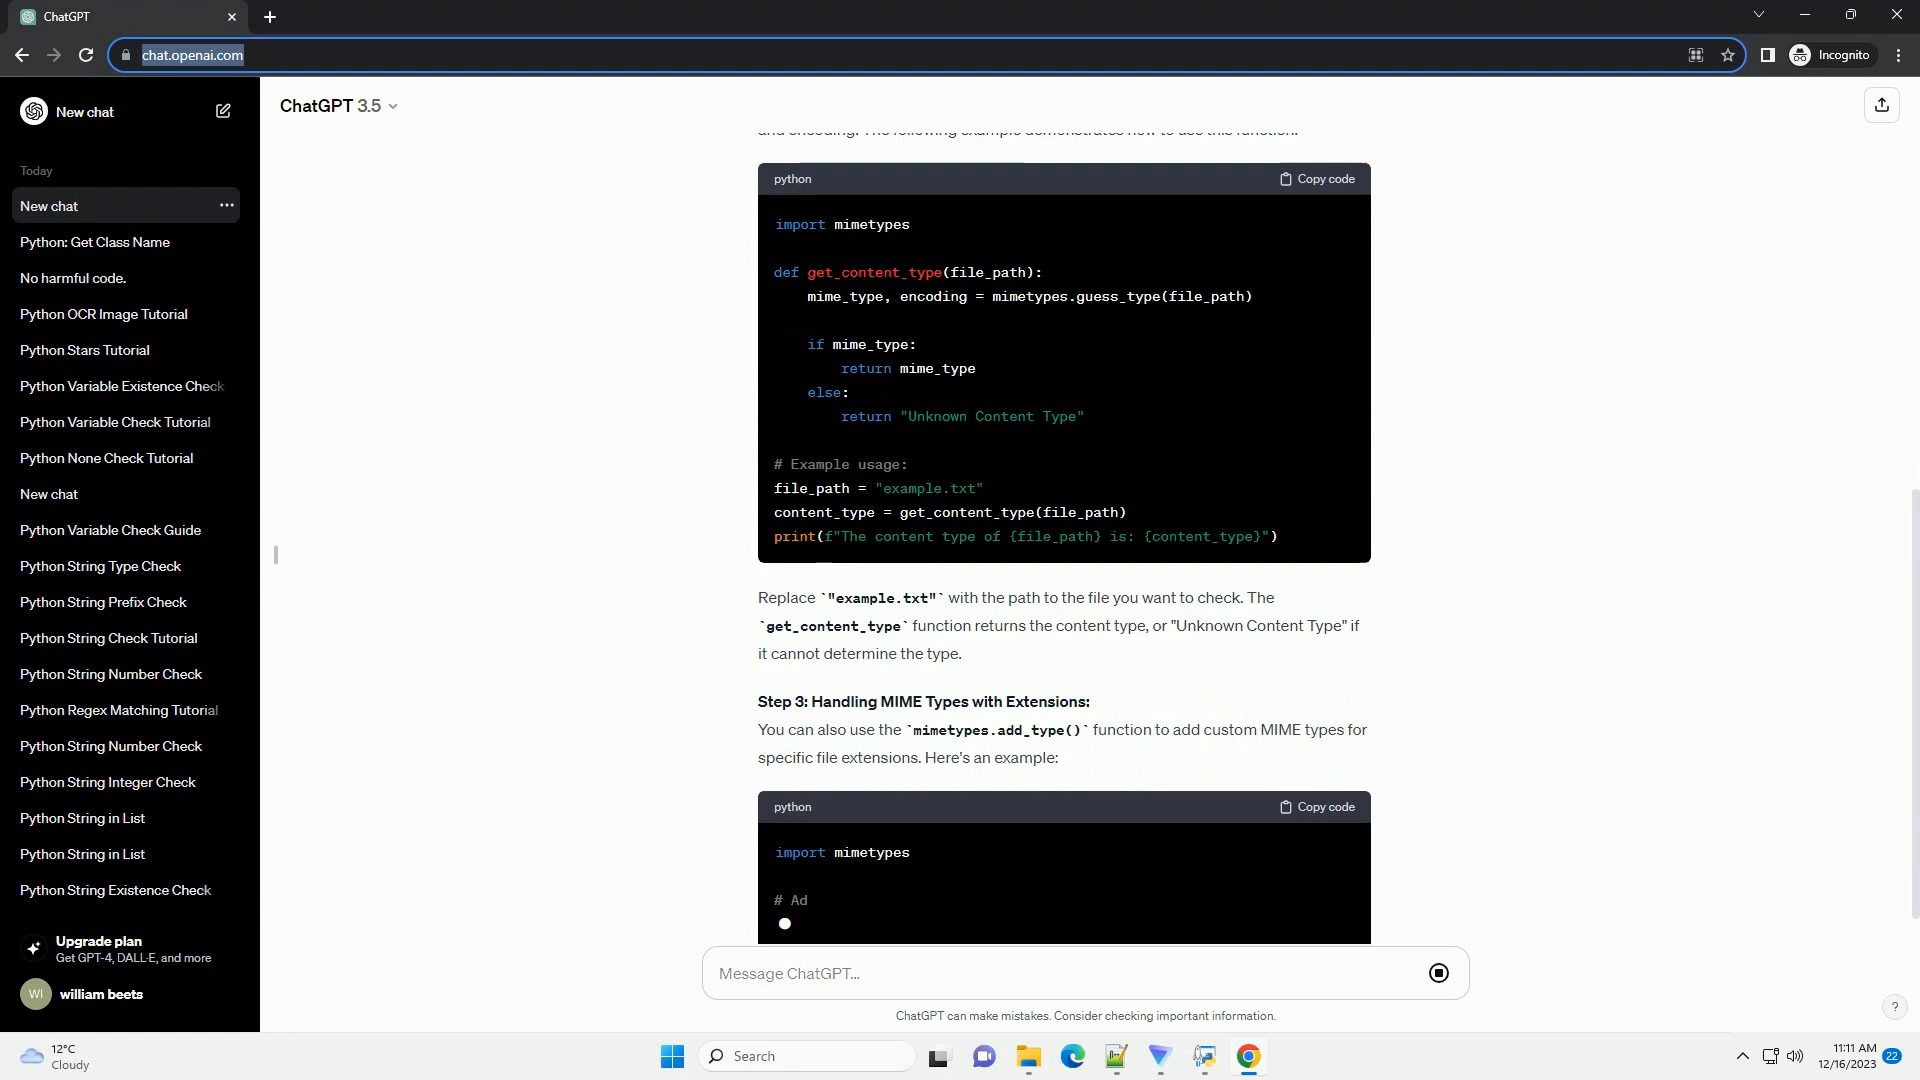 ChatGPT
chat.openai.com
Incognito
New chat
ChatGPT 3.5
Today
New chat
Python: Get Class Name
No harmful code.
Python OCR Image Tutorial
Python Stars Tutorial
Python Variable Existence Check
Python Variable Check Tutorial
Python None Check Tutorial
New chat
Python Variable Check Guide
Python String Type Check
Python String Prefix Check
Python String Check Tutorial
Python String Number Check
Python Regex Matching Tutorial
Python String Number Check
Python String Integer Check
Python String in List
Python String in List
Python String Existence Check
Upgrade plan
Get GPT-4, DALL·E, and more
WI
william beets
and encoding. The following example demonstrates how to use this function:
python
Copy code
import mimetypes
def get_content_type(file_path):
mime_type, encoding = mimetypes.guess_type(file_path)
if mime_type:
return mime_type
else:
return "Unknown Content Type"
# Example usage:
file_path = "example.txt"
content_type = get_content_type(file_path)
print(f"The content type of {file_path} is: {content_type}")
Replace `"example.txt"` with the path to the file you want to check. The
`get_content_type` function returns the content type, or "Unknown Content Type" if
it cannot determine the type.
Step 3: Handling MIME Types with Extensions:
You can also use the `mimetypes.add_type()` function to add custom MIME types for
specific file extensions. Here's an example:
python
Copy code
import mimetypes
# Ad
Message ChatGPT...
ChatGPT can make mistakes. Consider checking important information.
?
12°C
Cloudy
Search
11:11 AM
12/16/2023
22